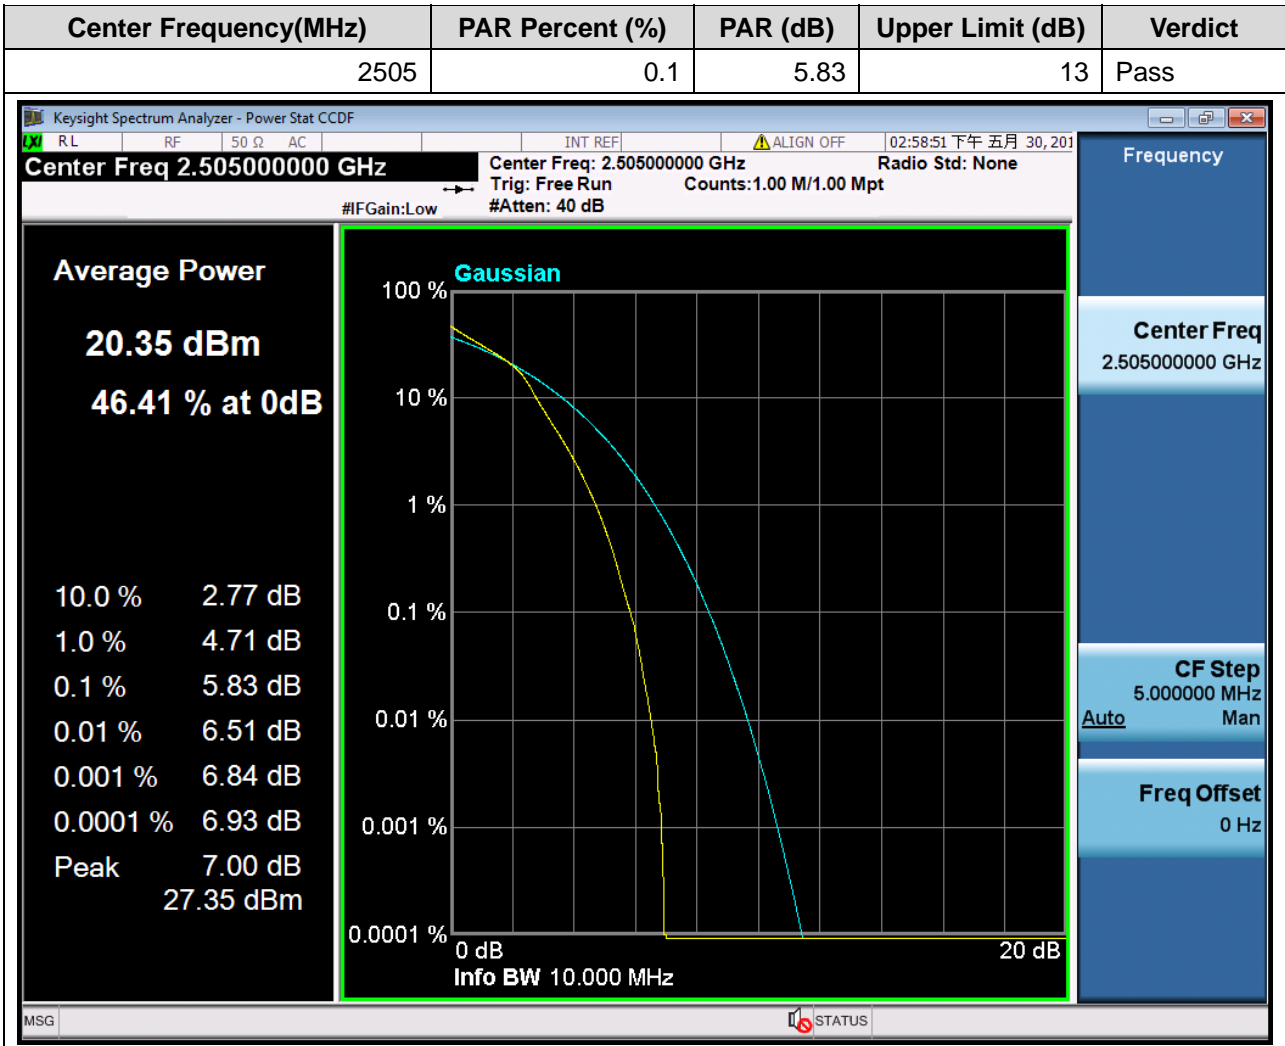 Center Frequency(MHz) PAR Percent (%) PAR (dB) Upper Limit (dB) Verdict
2505 0.1 5.83 13 Pass
Keysight Spectrum Analyzer - Power Stat CCDF
LXI RL RF 50 Ω AC INT REF ALIGN OFF 02:58:51 下午 五月 30, 201
Center Freq 2.505000000 GHz
#IFGain:Low
Center Freq: 2.505000000 GHz
Trig: Free Run Counts:1.00 M/1.00 Mpt
#Atten: 40 dB
Radio Std: None
Average Power
20.35 dBm
46.41 % at 0dB
10.0 % 2.77 dB
1.0 % 4.71 dB
0.1 % 5.83 dB
0.01 % 6.51 dB
0.001 % 6.84 dB
0.0001 % 6.93 dB
Peak 7.00 dB
27.35 dBm
Gaussian
100 %
10 %
1 %
0.1 %
0.01 %
0.001 %
0.0001 %
0 dB 20 dB
Info BW 10.000 MHz
Frequency
Center Freq
2.505000000 GHz
CF Step
5.000000 MHz
Auto Man
Freq Offset
0 Hz
MSG STATUS